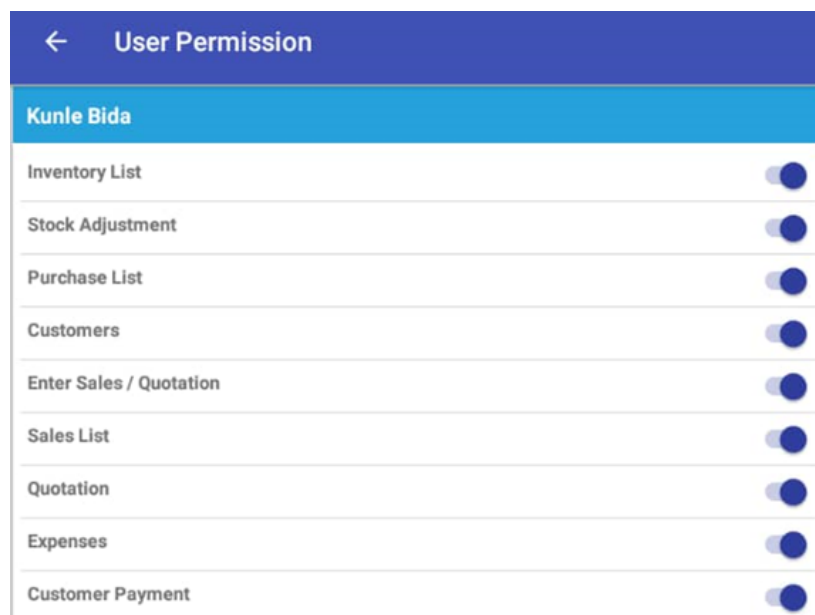 User Permission
Kunle Bida
Inventory List
Stock Adjustment
Purchase List
Customers
Enter Sales / Quotation
Sales List
Quotation
Expenses
Customer Payment